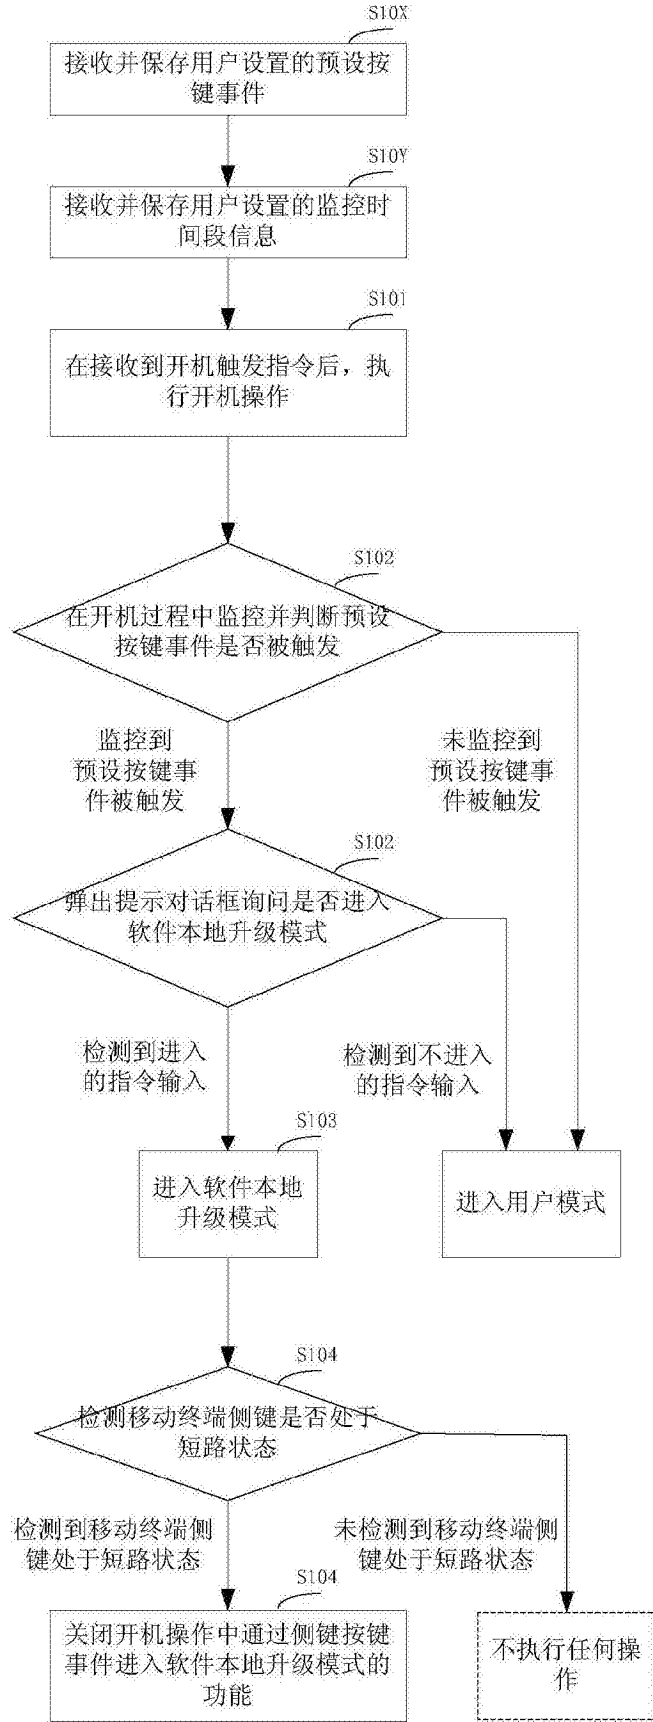 S10X
接收并保存用户设置的预设按
键事件
S10Y
接收并保存用户设置的监控时
间段信息
S101
在接收到开机触发指令后，执
行开机操作
S102
在开机过程中监控并判断预设
按键事件是否被触发
监控到
预设按键事
件被触发
未监控到
预设按键事
件被触发
S102
弹出提示对话框询问是否进入
软件本地升级模式
检测到进入
的指令输入
检测到不进入
的指令输入
S103
进入软件本地
升级模式
进入用户模式
S104
检测移动终端侧键是否处于
短路状态
检测到移动终端侧
键处于短路状态
未检测到移动终端侧
键处于短路状态
S104
关闭开机操作中通过侧键按键
事件进入软件本地升级模式的
功能
不执行任何操
作